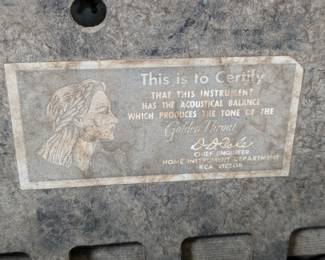 This is to Certify
THAT THIS INSTRUMENT
HAS THE ACOUSTICAL BALANCE
WHICH PRODUCES THE TONE OF THE
Golden Throat
CHIEF ENGINEER
HOME INSTRUMENT DEPARTMENT
RCA VICTOR